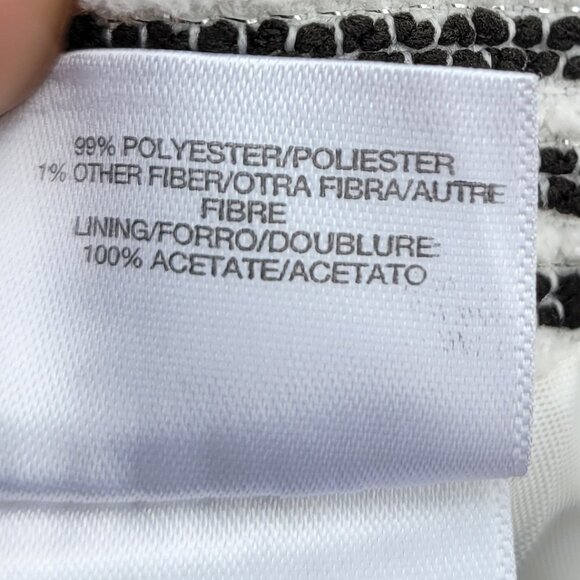 99% POLYESTER/POLIESTER
1% OTHER FIBER/OTRA FIBRA/AUTRE
FIBRE
LINING/FORRO/DOUBLURE
100% ACETATE/ACETATO